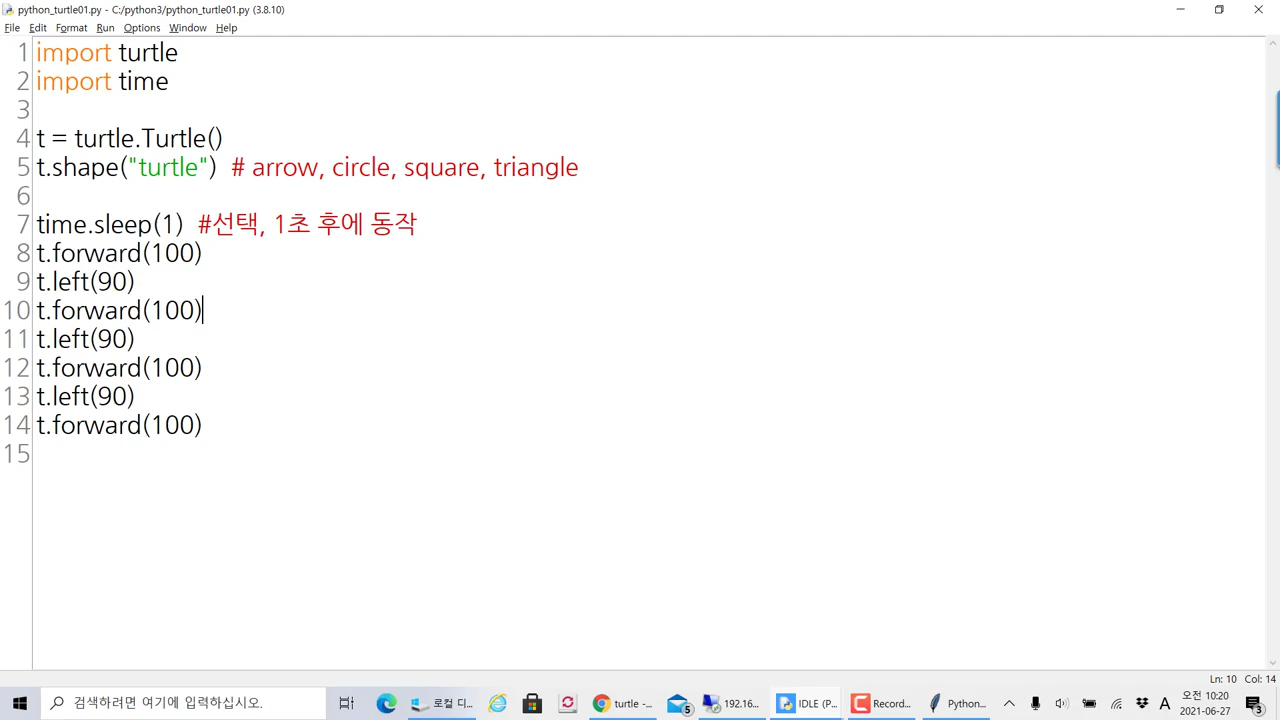 python_turtle01.py - C:/python3/python_turtle01.py (3.8.10)
File Edit Format Run Options Window Help
1 import turtle
2 import time
3
4 t = turtle.Turtle()
5 t.shape("turtle")  # arrow, circle, square, triangle
6
7 time.sleep(1)  #선택, 1초 후에 동작
8 t.forward(100)
9 t.left(90)
10 t.forward(100)
11 t.left(90)
12 t.forward(100)
13 t.left(90)
14 t.forward(100)
15
Ln: 10 Col: 14
검색하려면 여기에 입력하십시오.
로컬 디...
turtle -...
5
192.16...
IDLE (P...
Record...
Python...
A
오전 10:20
2021-06-27
3